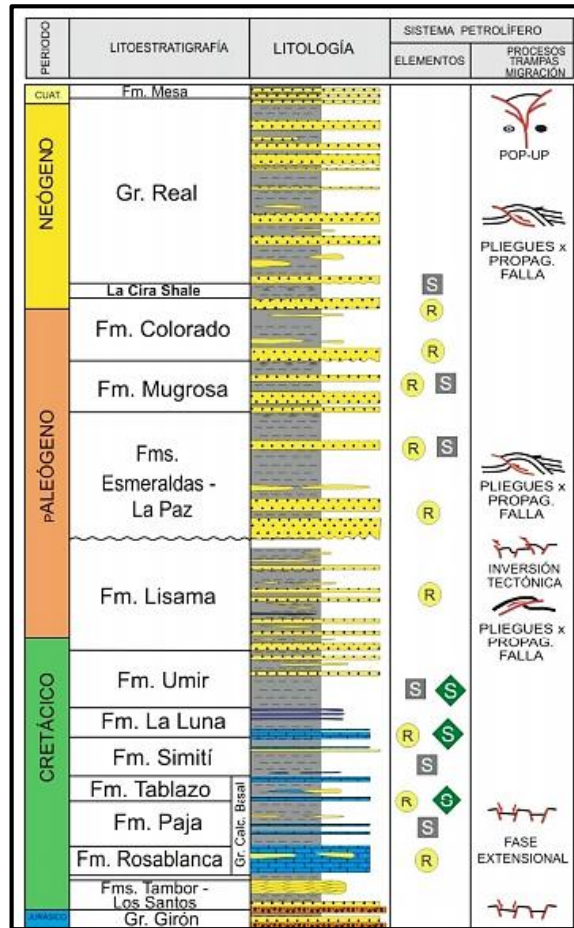 PERIODO
LITOESTRATIGRAFÍA
LITOLOGÍA
SISTEMA PETROLÍFERO
ELEMENTOS
PROCESOS
TRAMPAS
MIGRACIÓN
CUAT.
Fm. Mesa
POP-UP
NEÓGENO
Gr. Real
PLIEGUES x
PROPAG.
FALLA
La Cira Shale
S
R
PALEÓGENO
Fm. Colorado
R
Fm. Mugrosa
R S
Fms.
Esmeraldas -
La Paz
R S
R
PLIEGUES x
PROPAG.
FALLA
INVERSIÓN
TECTÓNICA
Fm. Lisama
R
PLIEGUES x
PROPAG.
FALLA
CRETÁCICO
Fm. Umir
S S
Fm. La Luna
R S
Fm. Simití
S
Gr. Calc. Basal
Fm. Tablazo
R S
Fm. Paja
S
FASE
EXTENSIONAL
Fm. Rosablanca
R
Fms. Tambor -
Los Santos
JURÁSICO
Gr. Girón